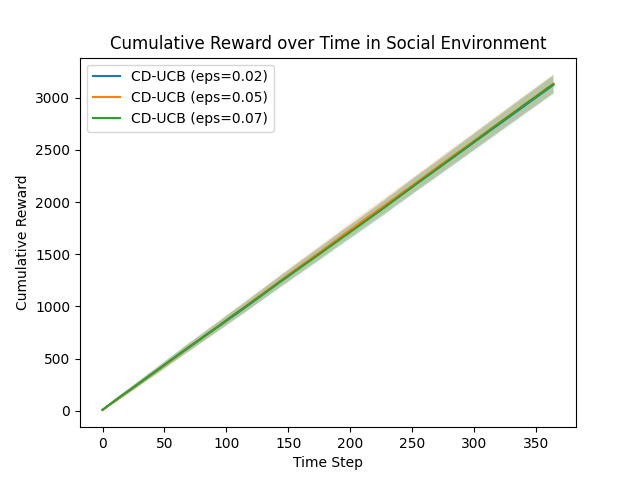 Cumulative Reward over Time in Social Environment
CD-UCB (eps=0.02)
CD-UCB (eps=0.05)
CD-UCB (eps=0.07)
Cumulative Reward
3000
2500
2000
1500
1000
500
0
0 50 100 150 200 250 300 350
Time Step